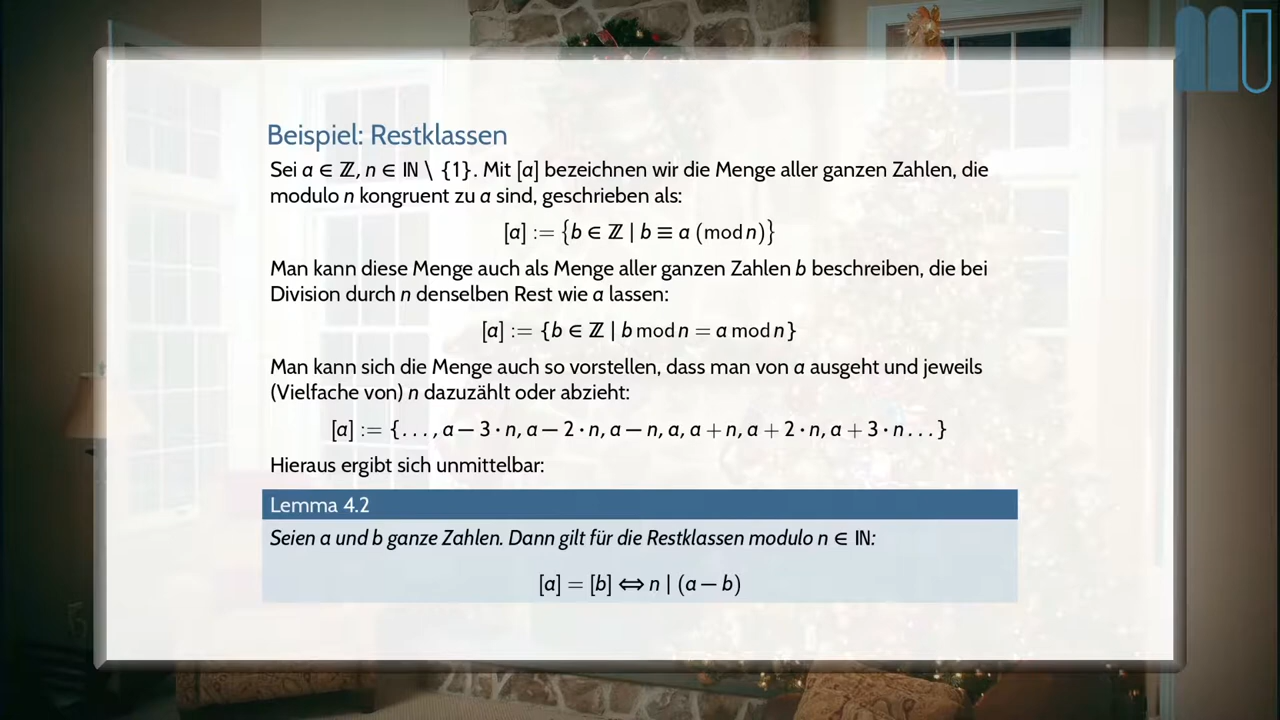 Beispiel: Restklassen
Sei a ∈ ℤ, n ∈ ℕ \ {1}. Mit [a] bezeichnen wir die Menge aller ganzen Zahlen, die
modulo n kongruent zu a sind, geschrieben als:
[a] := {b ∈ ℤ | b ≡ a (mod n)}
Man kann diese Menge auch als Menge aller ganzen Zahlen b beschreiben, die bei
Division durch n denselben Rest wie a lassen:
[a] := {b ∈ ℤ | b mod n = a mod n}
Man kann sich die Menge auch so vorstellen, dass man von a ausgeht und jeweils
(Vielfache von) n dazuzählt oder abzieht:
[a] := {..., a − 3 · n, a − 2 · n, a − n, a, a + n, a + 2 · n, a + 3 · n ...}
Hieraus ergibt sich unmittelbar:
Lemma 4.2
Seien a und b ganze Zahlen. Dann gilt für die Restklassen modulo n ∈ ℕ:
[a] = [b] ⇔ n | (a − b)